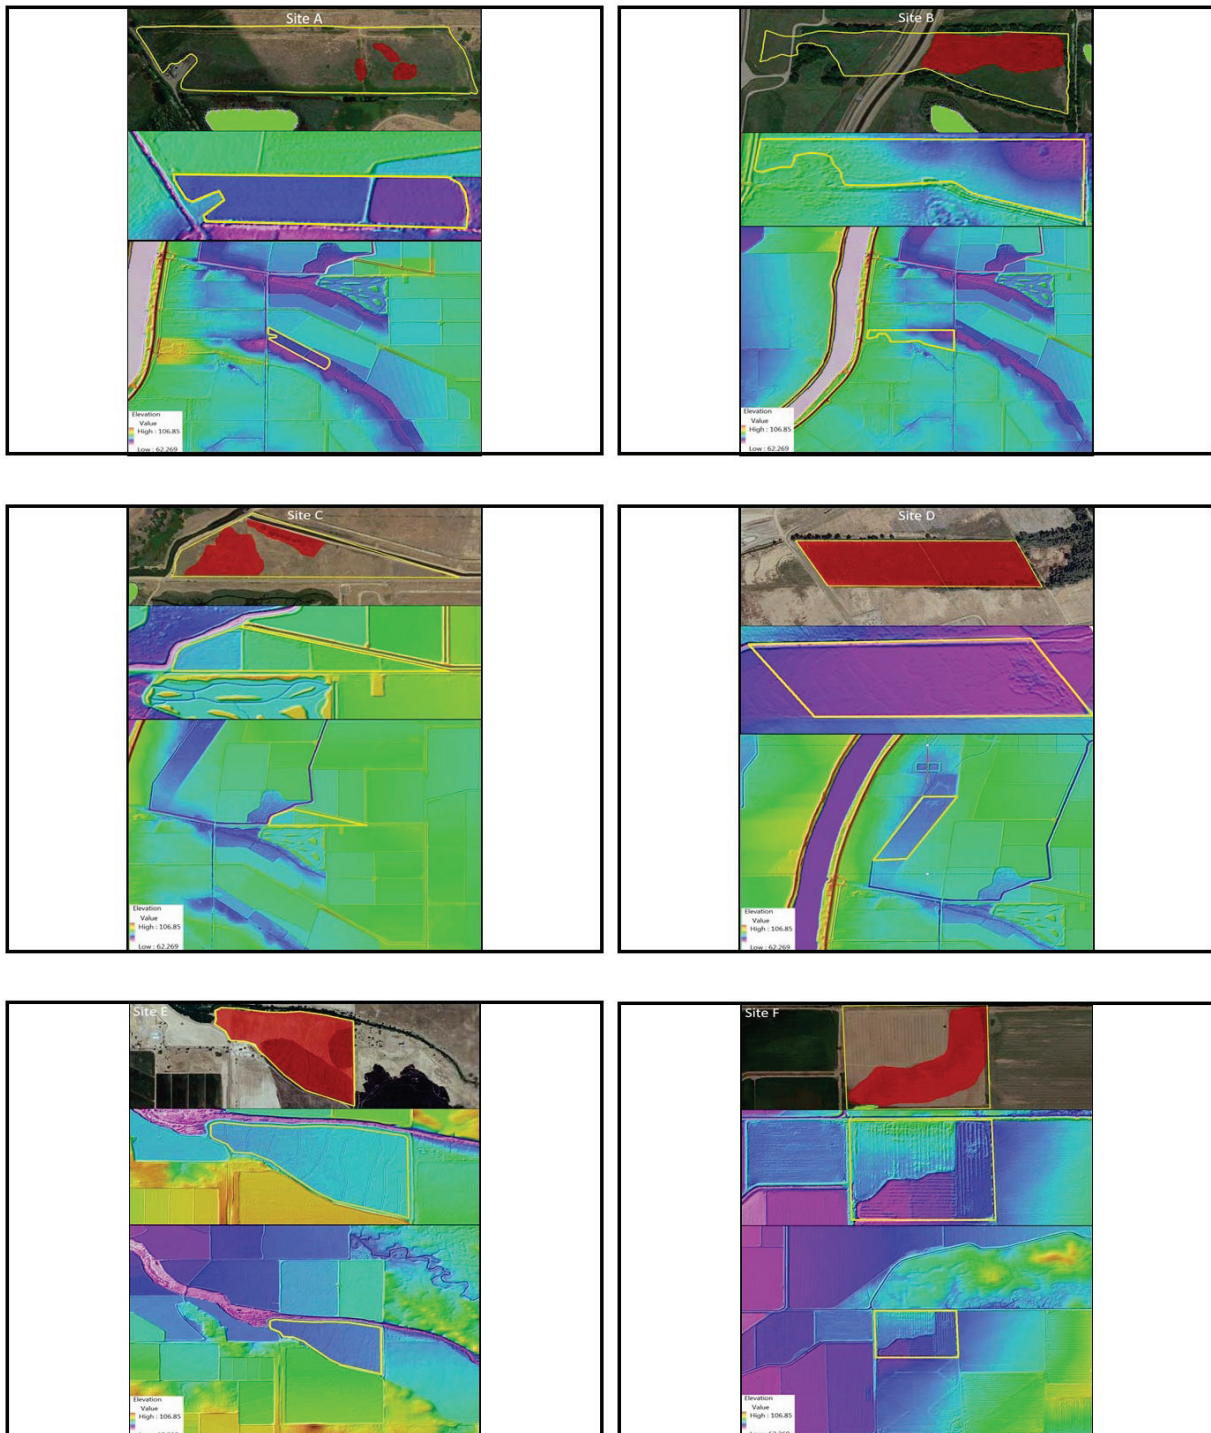 Site A
Elevation
Value
High : 106.85
Low : 62.269
Site B
Elevation
Value
High : 106.85
Low : 62.269
Site C
Elevation
Value
High : 106.85
Low : 62.269
Site D
Elevation
Value
High : 106.85
Low : 62.269
Site E
Elevation
Value
High : 106.85
Site F
Elevation
Value
High : 106.85